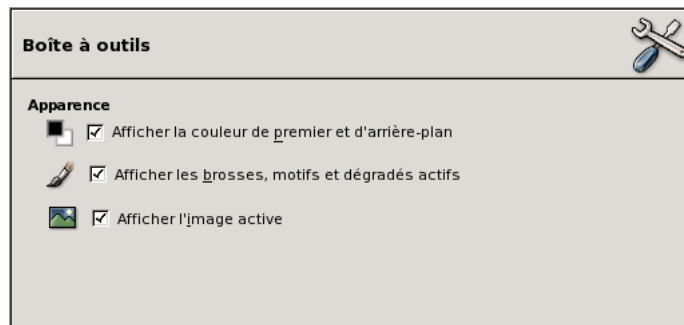 Boîte à outils
Apparence
Afficher la couleur de premier et d'arrière-plan
Afficher les brosses, motifs et dégradés actifs
Afficher l'image active